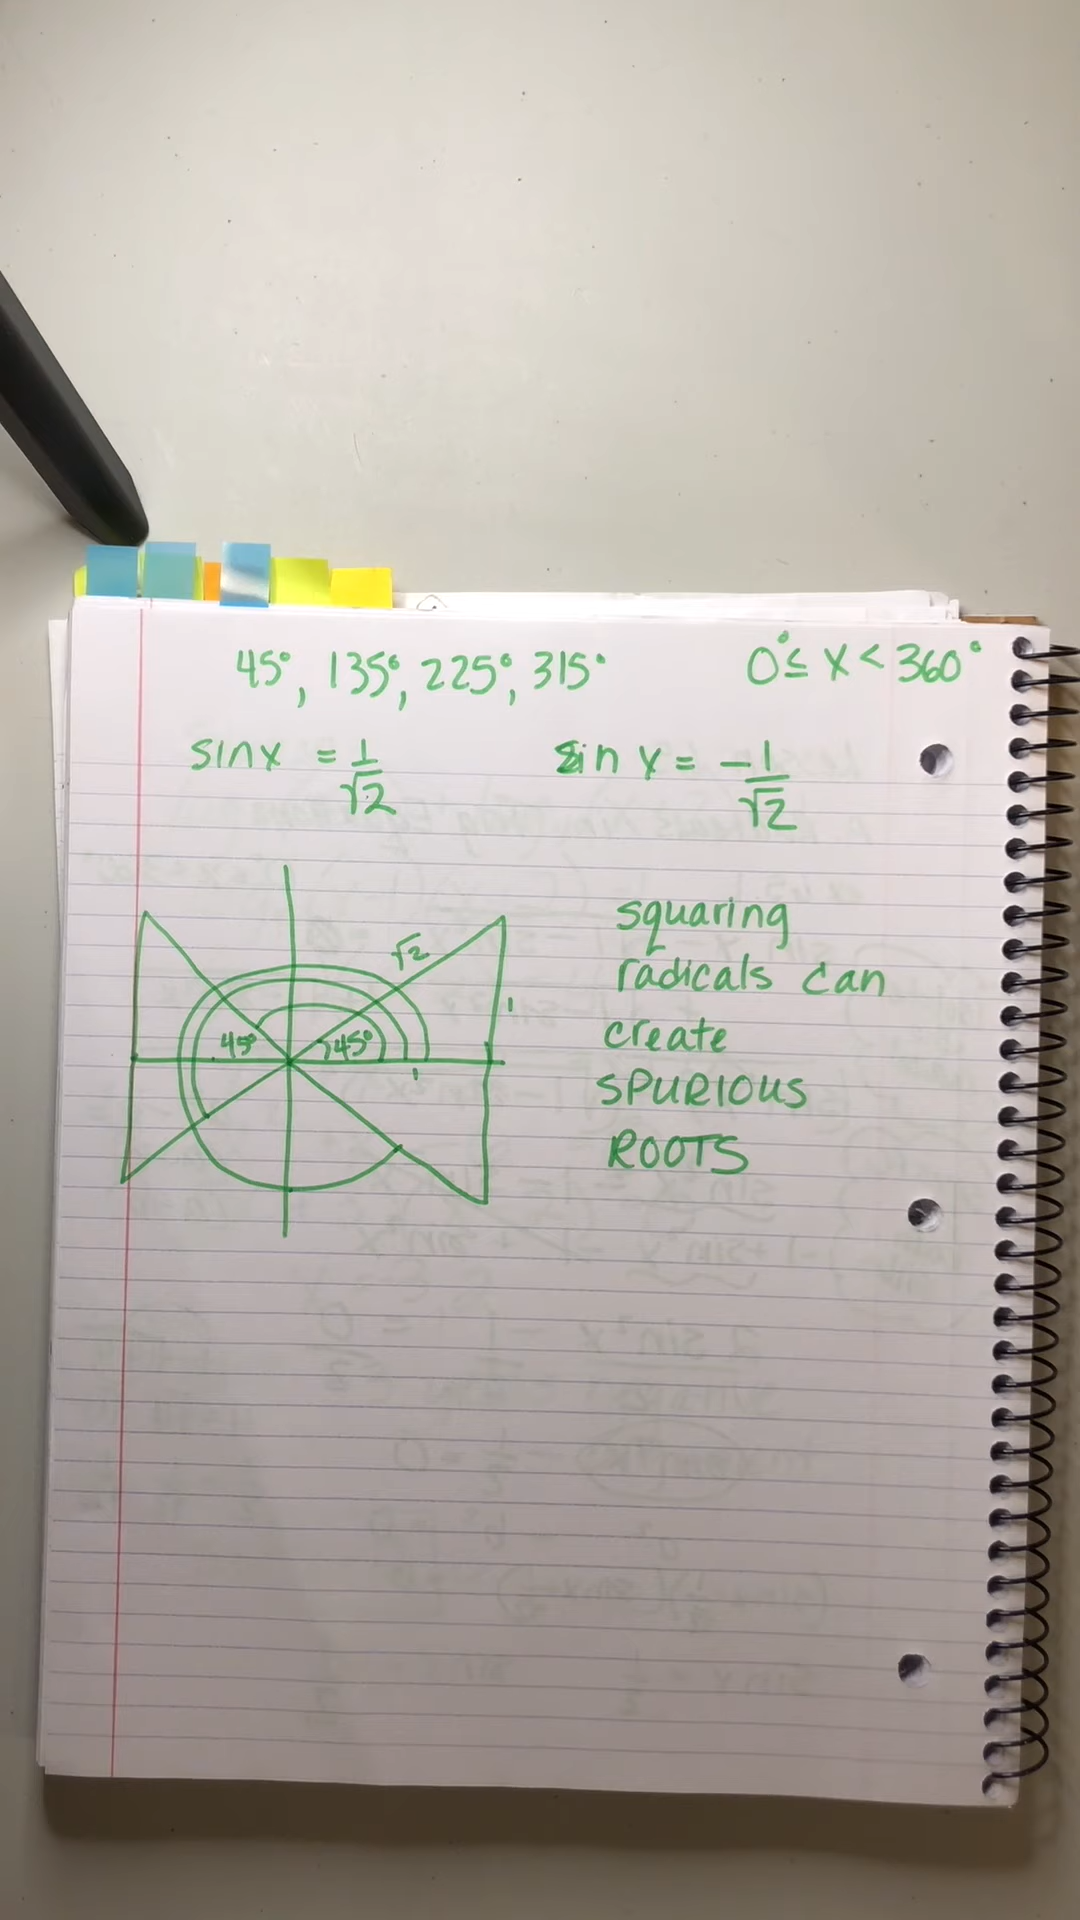 45°, 135°, 225°, 315°
0° ≤ x < 360°
sin x = 1/√2
sin x = -1/√2
squaring
radicals can
create
SPURIOUS
ROOTS
√2
1
45°
45°
1